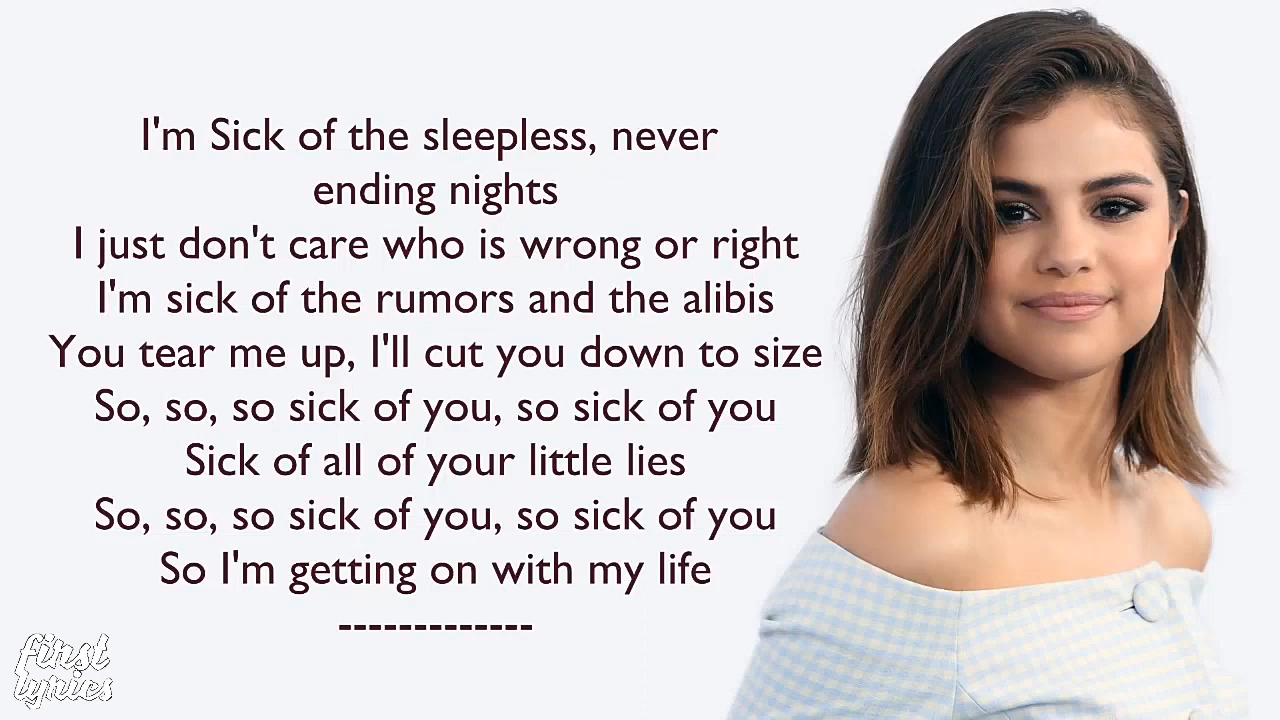 I'm Sick of the sleepless, never
ending nights
I just don't care who is wrong or right
I'm sick of the rumors and the alibis
You tear me up, I'll cut you down to size
So, so, so sick of you, so sick of you
Sick of all of your little lies
So, so, so sick of you, so sick of you
So I'm getting on with my life
-------------
first
lyrics